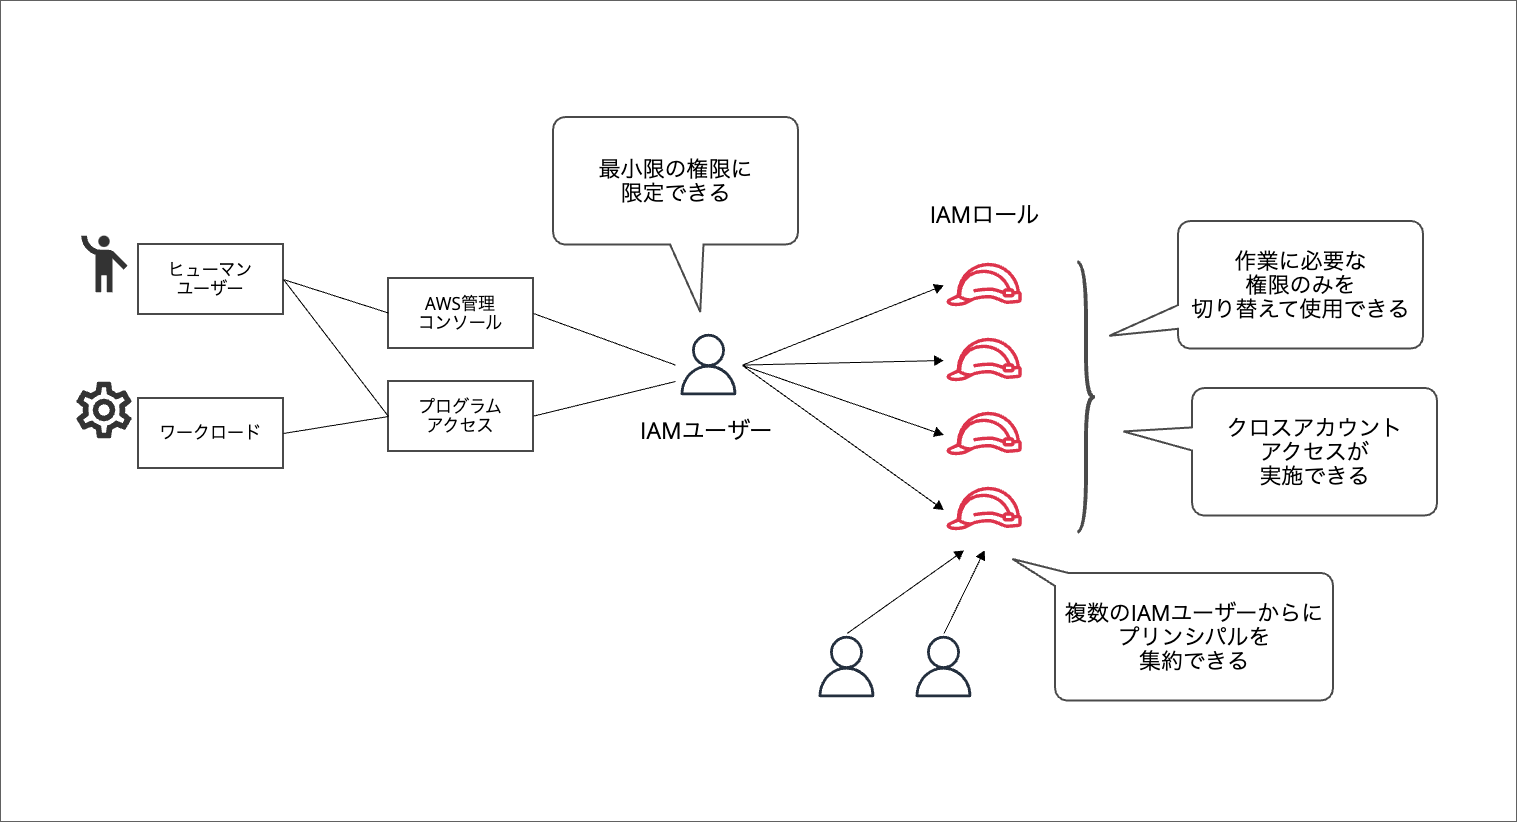 最小限の権限に
限定できる
IAMロール
ヒューマン
ユーザー
AWS管理
コンソール
作業に必要な
権限のみを
切り替えて使用できる
ワークロード
プログラム
アクセス
IAMユーザー
クロスアカウント
アクセスが
実施できる
複数のIAMユーザーからに
プリンシパルを
集約できる